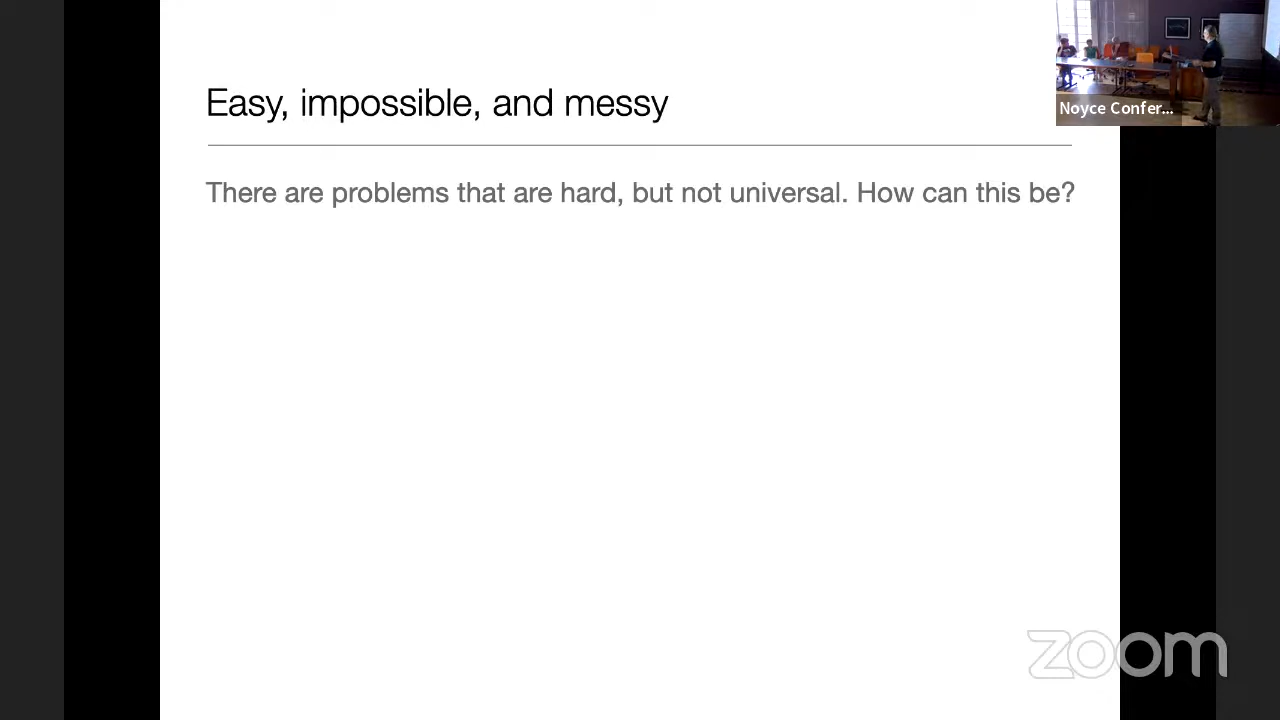 Easy, impossible, and messy
Noyce Confer...
There are problems that are hard, but not universal. How can this be?
zoom